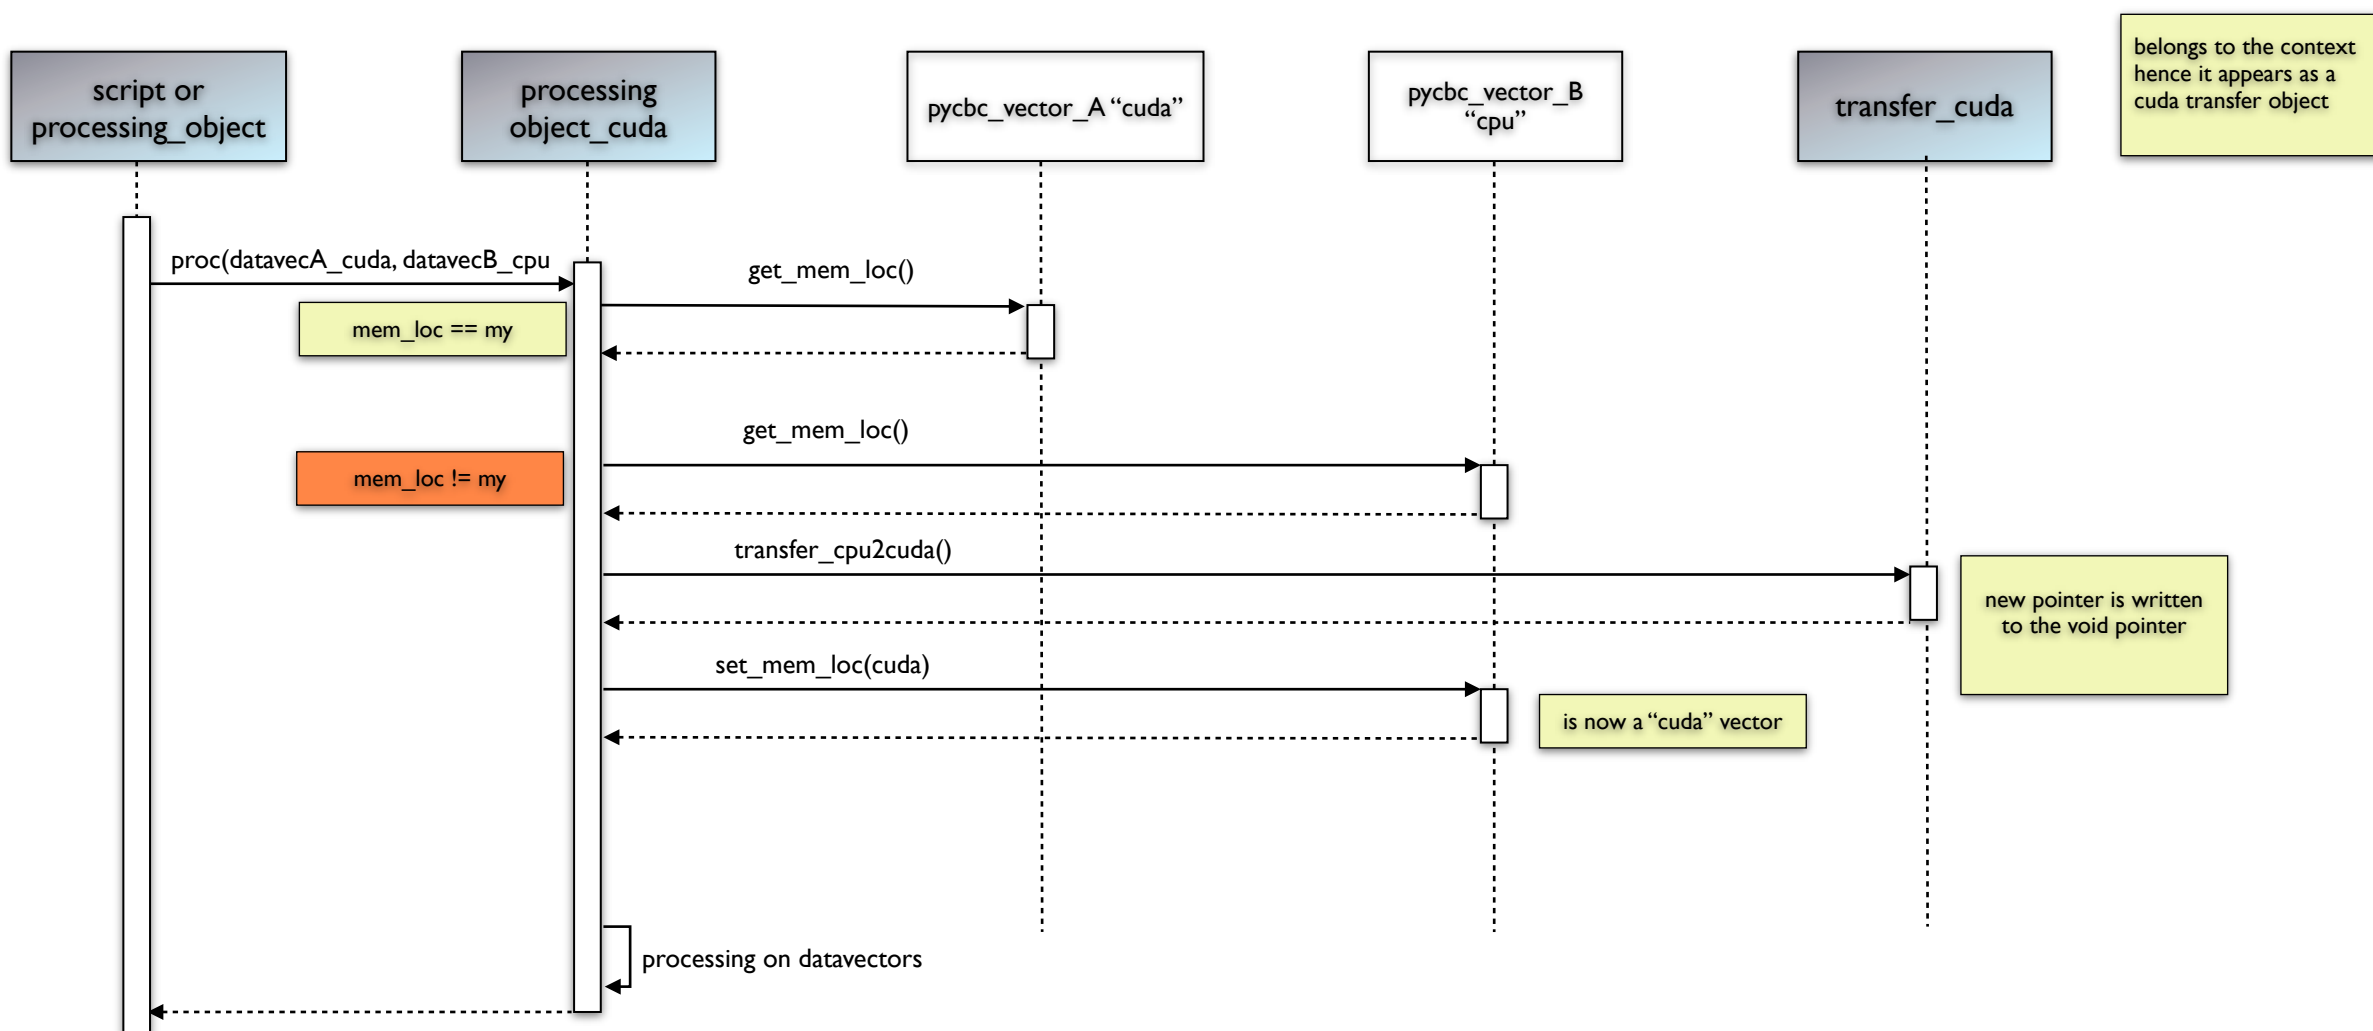 script or
processing_object
processing
object_cuda
pycbc_vector_A “cuda”
pycbc_vector_B
“cpu”
transfer_cuda
belongs to the context
hence it appears as a
cuda transfer object
proc(datavecA_cuda, datavecB_cpu
get_mem_loc()
mem_loc == my
get_mem_loc()
mem_loc != my
transfer_cpu2cuda()
new pointer is written
to the void pointer
set_mem_loc(cuda)
is now a “cuda” vector
processing on datavectors